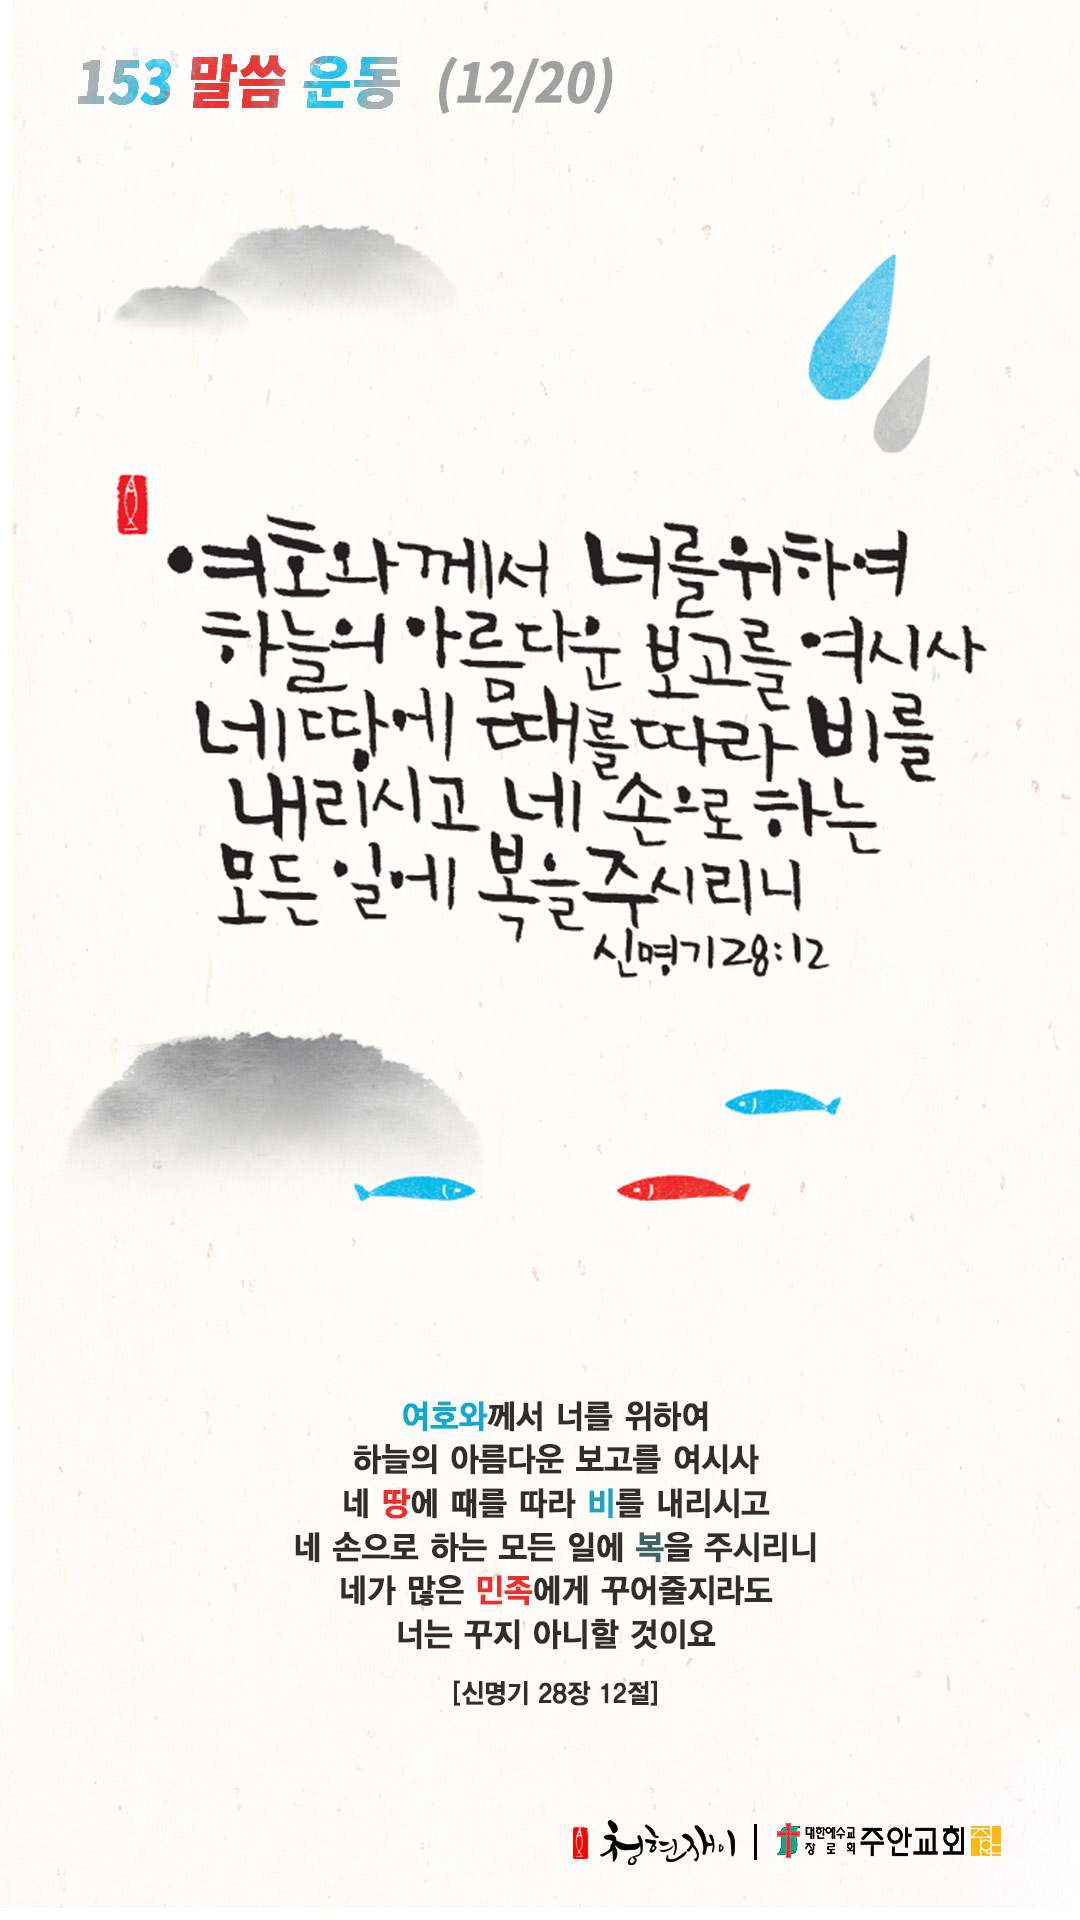 153 말씀 운동 (12/20)
여호와께서 너를위하여
하늘의 아름다운 보고를 여시사
네 땅에 때를 따라 비를
내리시고 네 손으로 하는
모든 일에 복을 주시리니
신명기 28:12
여호와께서 너를 위하여
하늘의 아름다운 보고를 여시사
네 땅에 때를 따라 비를 내리시고
네 손으로 하는 모든 일에 복을 주시리니
네가 많은 민족에게 꾸어줄지라도
너는 꾸지 아니할 것이요
[신명기 28장 12절]
청현재이 | 대한예수교장로회 주안교회